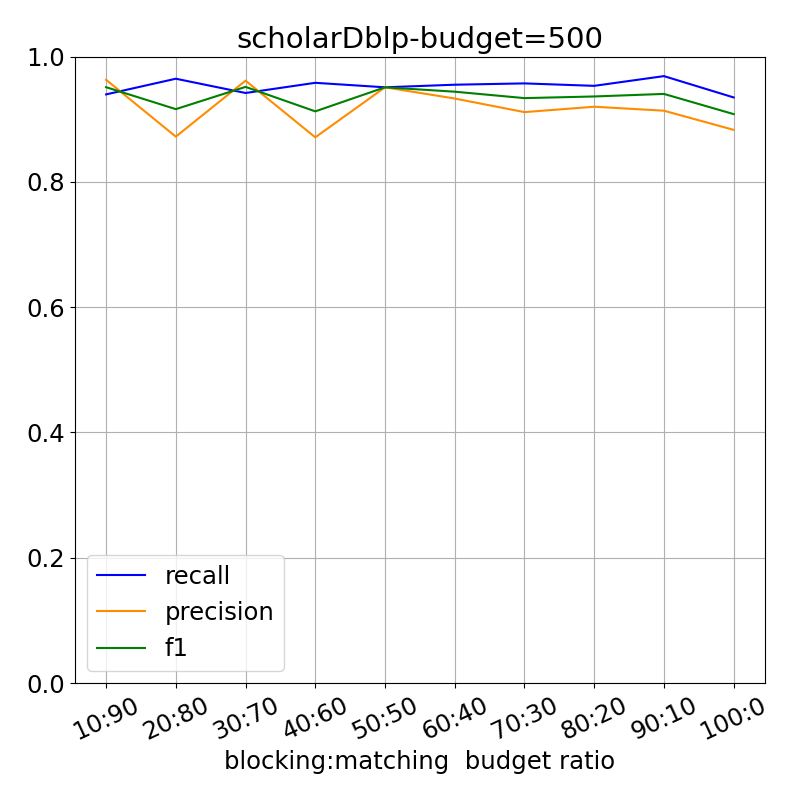 scholarDblp-budget=500
1.0
0.8
0.6
0.4
0.2
0.0
recall
precision
f1
10:90 20:80 30:70 40:60 50:50 60:40 70:30 80:20 90:10 100:0
blocking:matching  budget ratio